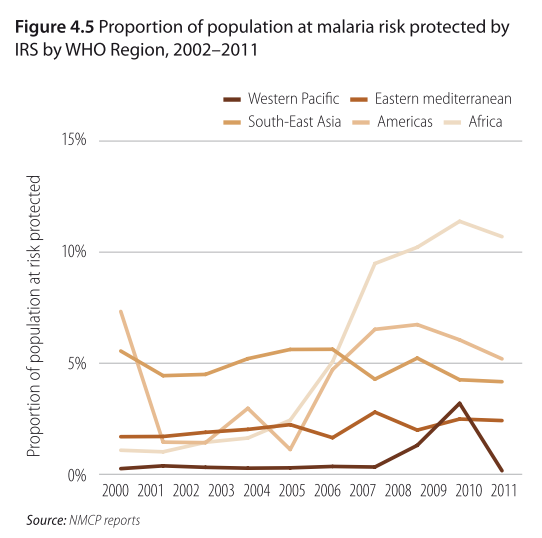 Figure 4.5 Proportion of population at malaria risk protected by
IRS by WHO Region, 2002–2011
Western Pacific Eastern mediterranean
South-East Asia Americas Africa
15%
10%
5%
0%
Proportion of population at risk protected
2000 2001 2002 2003 2004 2005 2006 2007 2008 2009 2010 2011
Source: NMCP reports